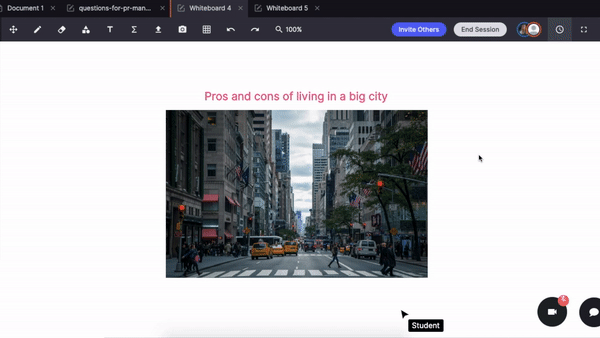 Document 1
questions-for-pr-man...
Whiteboard 4
Whiteboard 5
T
Σ
100%
Invite Others
End Session
Pros and cons of living in a big city
Student